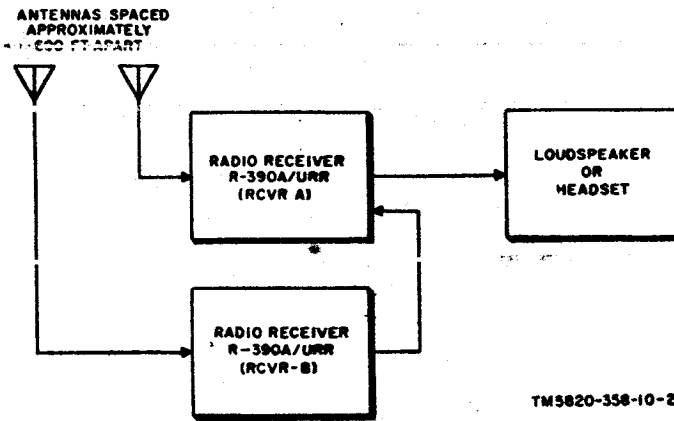 ANTENNAS SPACED
APPROXIMATELY
FT APART
RADIO RECEIVER
R-390A/URR
(RCVR A)
LOUDSPEAKER
OR
HEADSET
RADIO RECEIVER
R-390A/URR
(RCVR-B)
TM5820-358-10-2